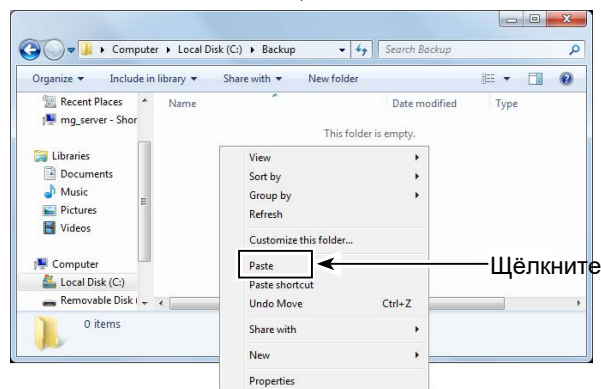 Computer ▸ Local Disk (C:) ▸ Backup
Search Backup
Organize Include in library Share with New folder
Recent Places
mg_server - Shor
Libraries
Documents
Music
Pictures
Videos
Computer
Local Disk (C:)
Removable Disk
Name Date modified Type
This folder is empty.
View
Sort by
Group by
Refresh
Customize this folder...
Paste
Paste shortcut
Undo Move Ctrl+Z
Share with
New
Properties
Щёлкните
0 items